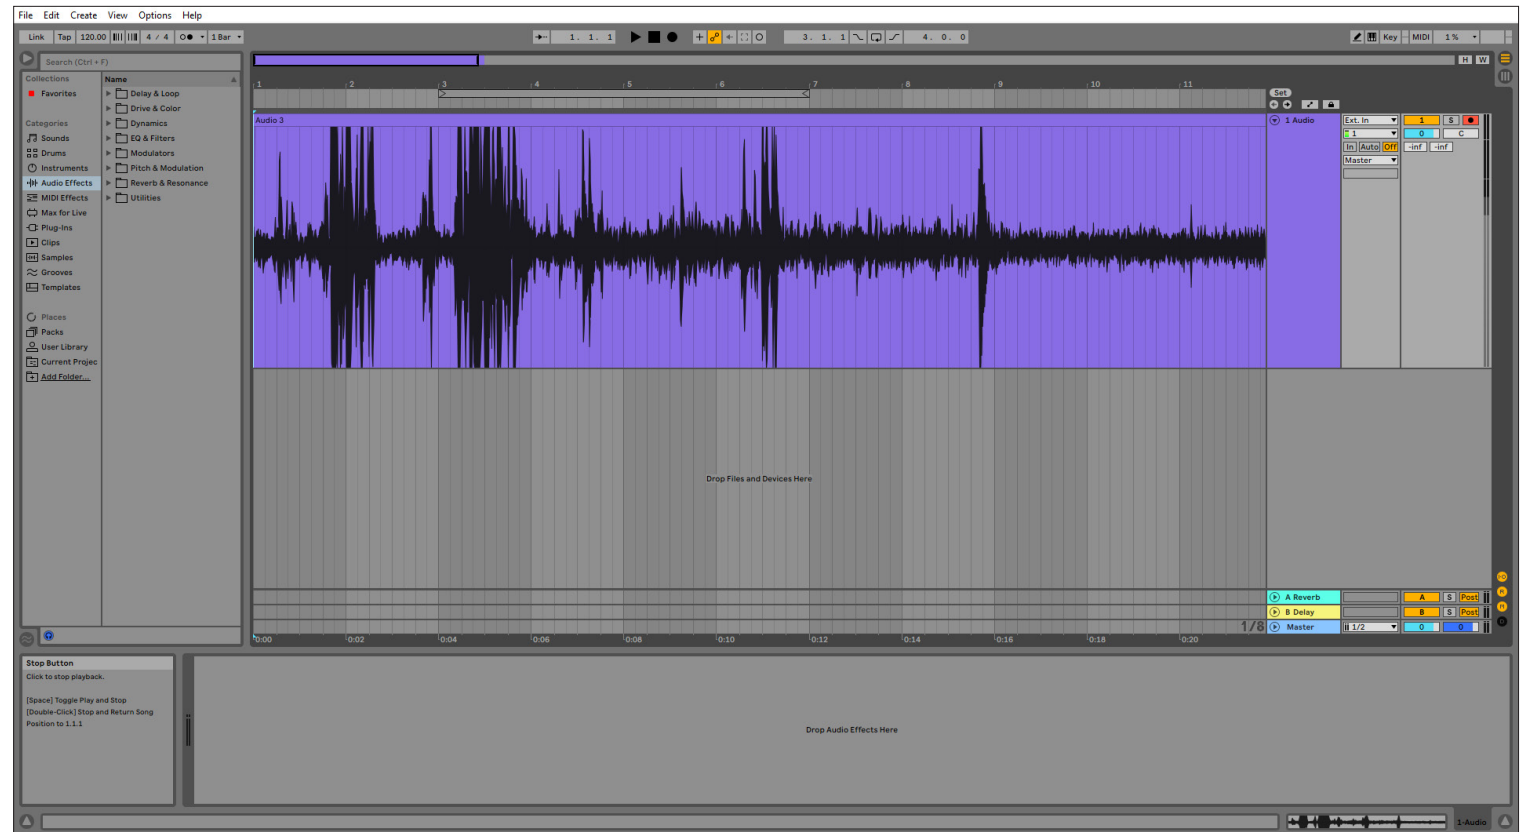 File Edit Create View Options Help
Link Tap 120.00 4 / 4 1 Bar 1. 1. 1 3. 1. 1 4. 0. 0 Key MIDI 1 %
Search (Ctrl + F) H W
Collections Name 1 2 3 4 5 6 7 8 9 10 11
Favorites Delay & Loop Set
Drive & Color
Categories Dynamics Audio 3 1 Audio Ext. In 1 S
Sounds EQ & Filters 1 0 C
Drums Modulators In Auto Off -inf -inf
Instruments Pitch & Modulation Master
Audio Effects Reverb & Resonance
MIDI Effects Utilities
Max for Live
Plug-Ins
Clips
Samples
Grooves
Templates
Places
Packs
User Library
Current Projec
Add Folder...
Drop Files and Devices Here
A Reverb A S Post
B Delay B S Post
1/8 Master 1/2 0 0
0:00 0:02 0:04 0:06 0:08 0:10 0:12 0:14 0:16 0:18 0:20
Stop Button
Click to stop playback.
[Space] Toggle Play and Stop
[Double-Click] Stop and Return Song
Position to 1.1.1
Drop Audio Effects Here
1-Audio